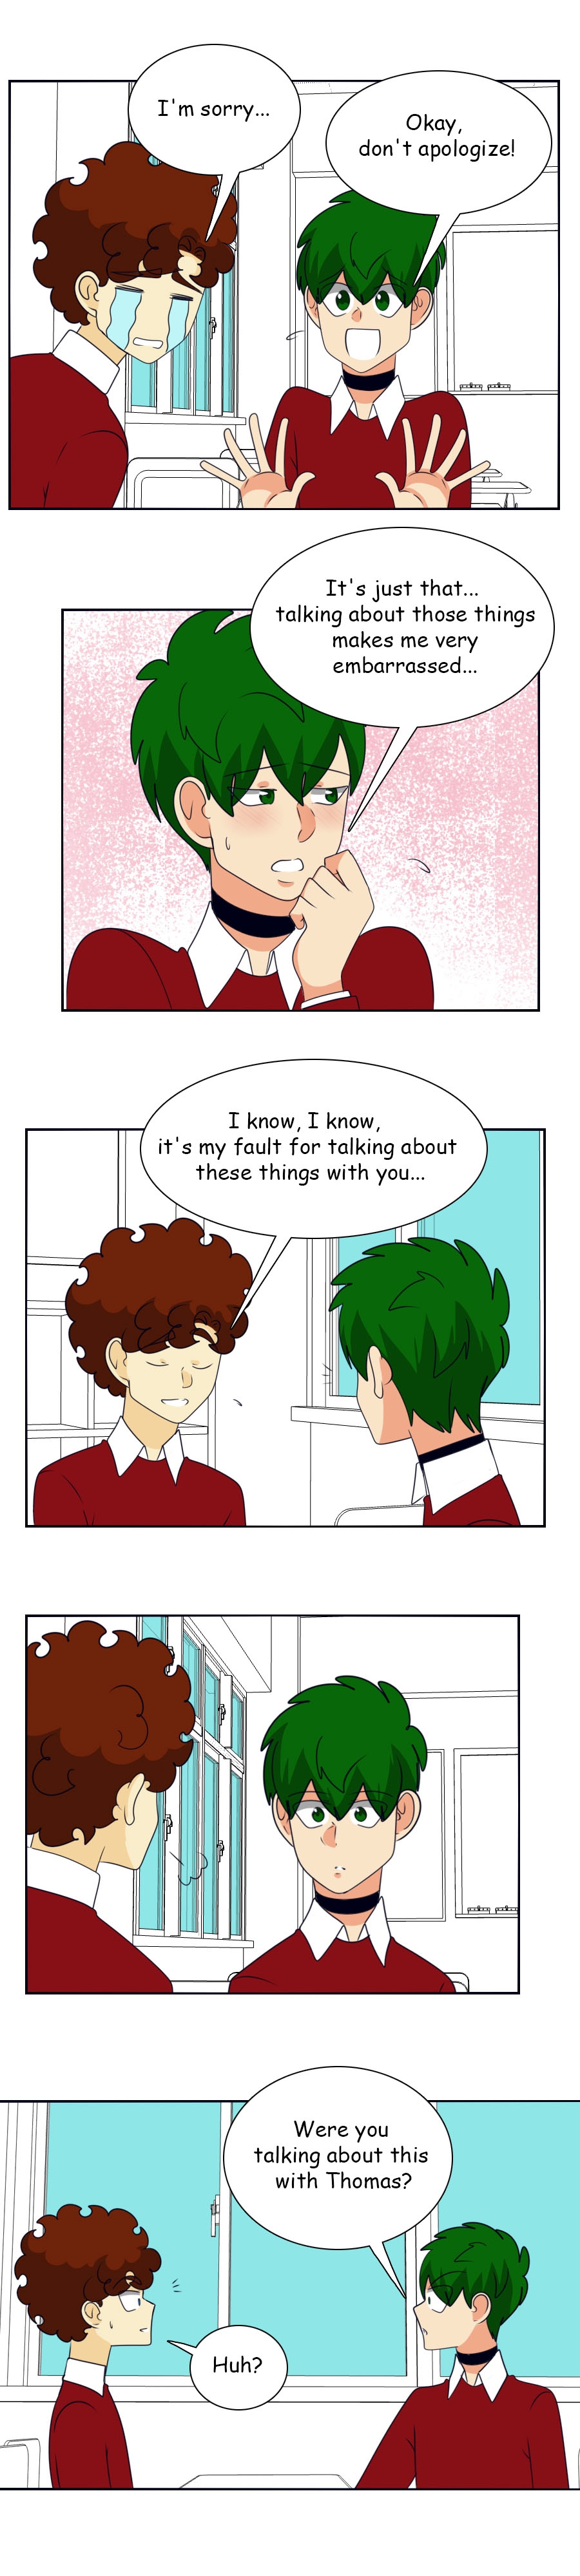 I'm sorry...
Okay,
don't apologize!
It's just that...
talking about those things
makes me very
embarrassed...
I know, I know,
it's my fault for talking about
these things with you...
Were you
talking about this
with Thomas?
Huh?